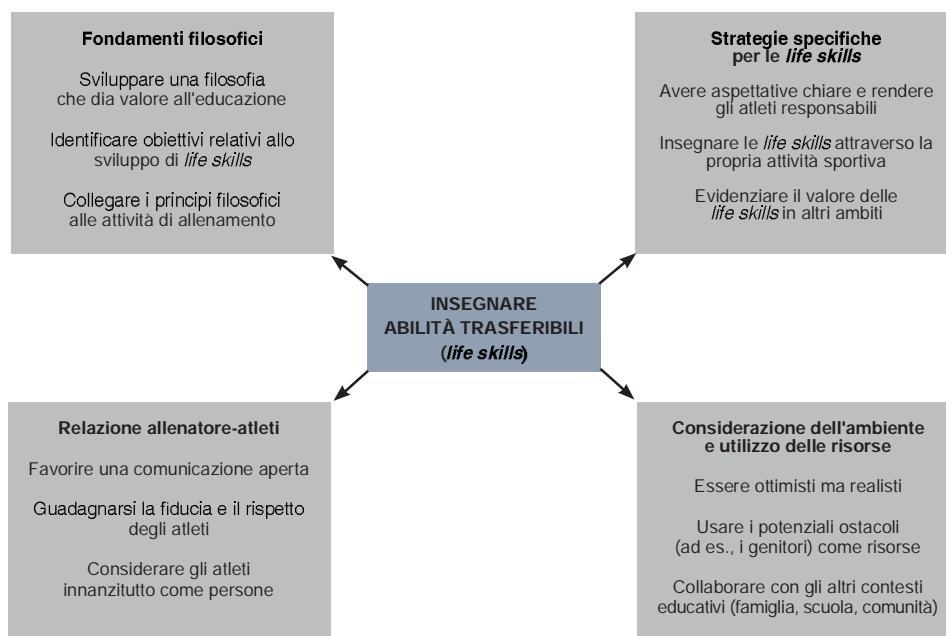 Fondamenti filosofici
Sviluppare una filosofia
che dia valore all'educazione
Identificare obiettivi relativi allo
sviluppo di life skills
Collegare i principi filosofici
alle attività di allenamento
Strategie specifiche
per le life skills
Avere aspettative chiare e rendere
gli atleti responsabili
Insegnare le life skills attraverso la
propria attività sportiva
Evidenziare il valore delle
life skills in altri ambiti
INSEGNARE
ABILITÀ TRASFERIBILI
(life skills)
Relazione allenatore-atleti
Favorire una comunicazione aperta
Guadagnarsi la fiducia e il rispetto
degli atleti
Considerare gli atleti
innanzitutto come persone
Considerazione dell'ambiente
e utilizzo delle risorse
Essere ottimisti ma realisti
Usare i potenziali ostacoli
(ad es., i genitori) come risorse
Collaborare con gli altri contesti
educativi (famiglia, scuola, comunità)